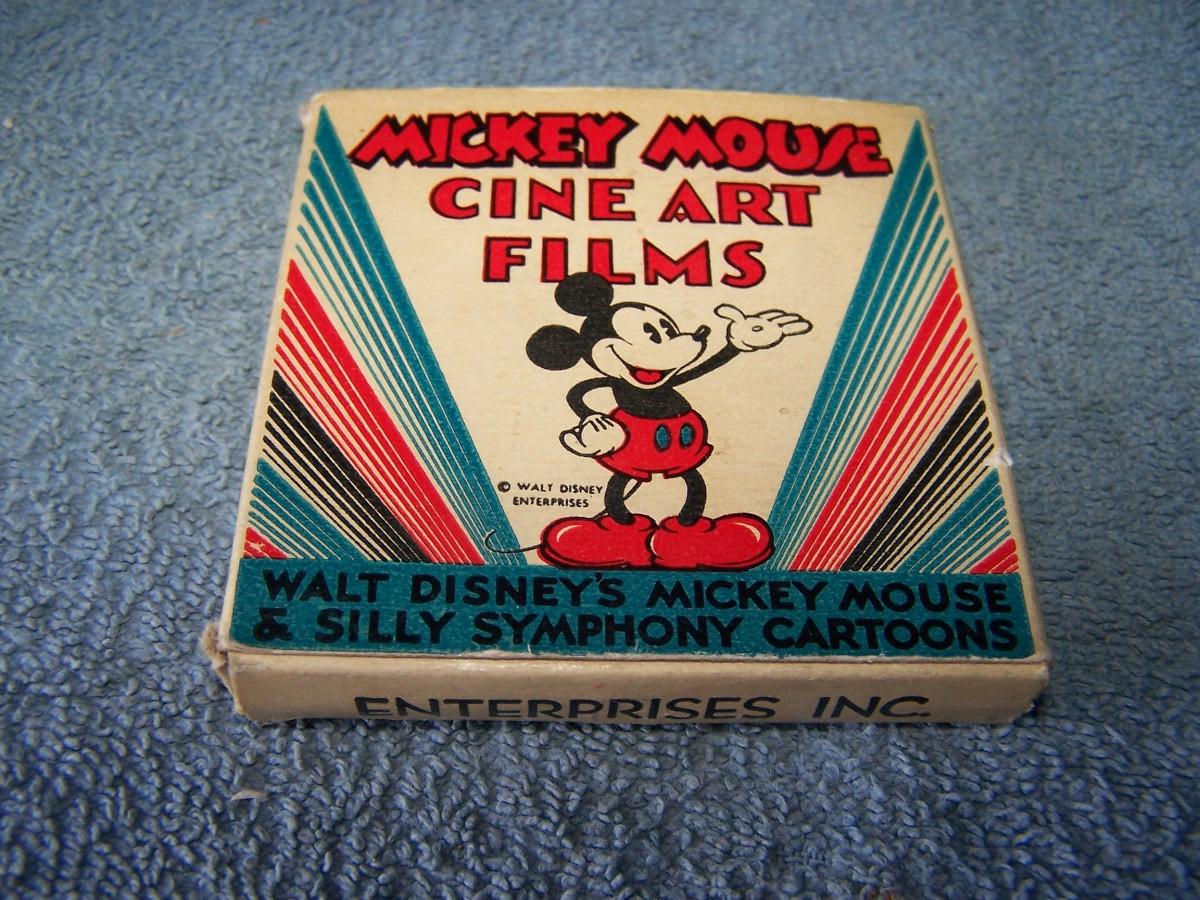 MICKEY MOUSE
CINE ART
FILMS
© WALT DISNEY
ENTERPRISES
WALT DISNEY'S MICKEY MOUSE
& SILLY SYMPHONY CARTOONS
ENTERPRISES INC.